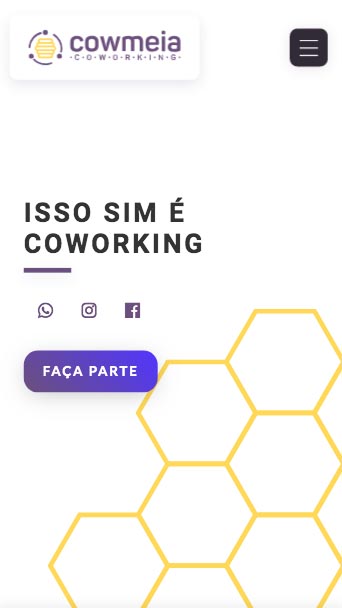 cowmeia
·C·O·W·O·R·K·I·N·G·
ISSO SIM É
COWORKING
FAÇA PARTE